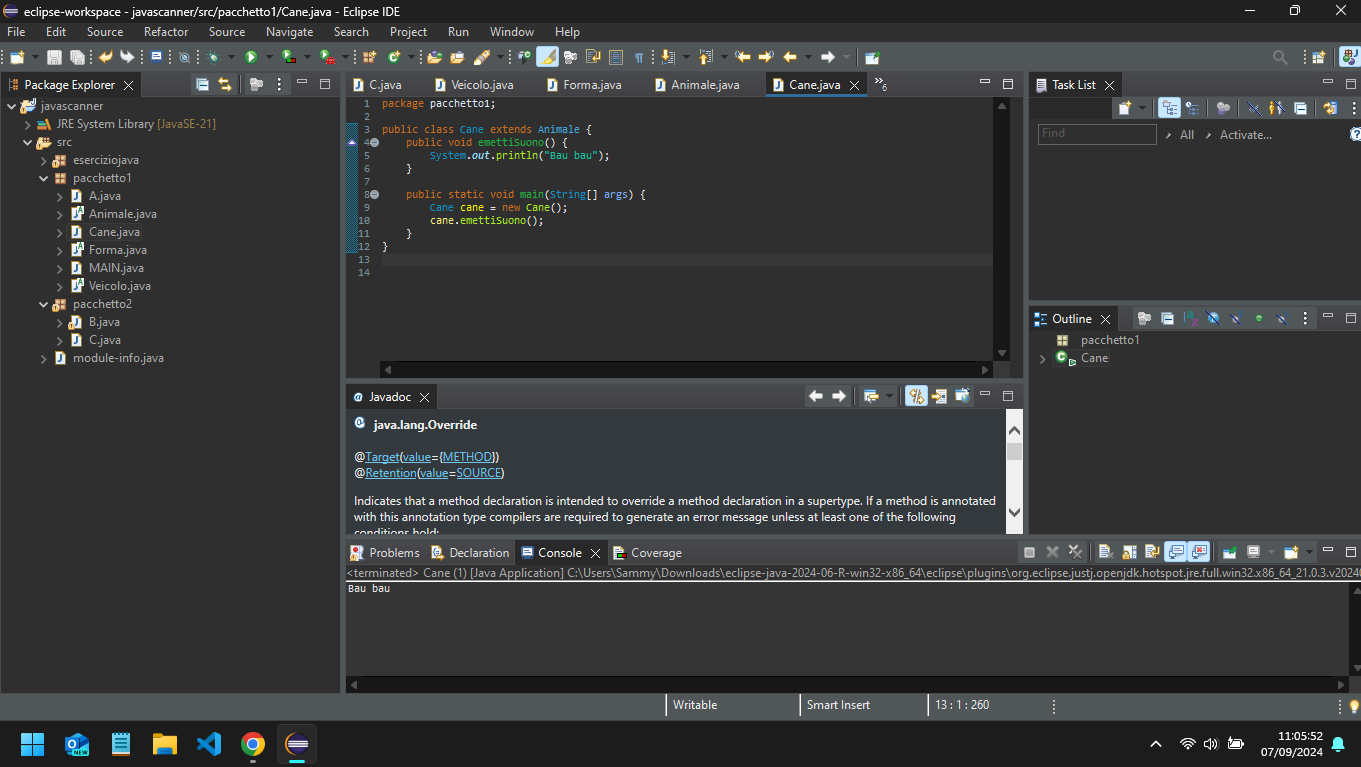 eclipse-workspace - javascanner/src/pacchetto1/Cane.java - Eclipse IDE
File Edit Source Refactor Source Navigate Search Project Run Window Help
Package Explorer
javascanner
JRE System Library [JavaSE-21]
src
eserciziojava
pacchetto1
A.java
Animale.java
Cane.java
Forma.java
MAIN.java
Veicolo.java
pacchetto2
B.java
C.java
module-info.java
C.java Veicolo.java Forma.java Animale.java Cane.java »6
1 package pacchetto1;
2
3 public class Cane extends Animale {
4 public void emettiSuono() {
5 System.out.println("Bau bau");
6 }
7
8 public static void main(String[] args) {
9 Cane cane = new Cane();
10 cane.emettiSuono();
11 }
12 }
13
14
Javadoc
java.lang.Override
@Target(value={METHOD})
@Retention(value=SOURCE)
Indicates that a method declaration is intended to override a method declaration in a supertype. If a method is annotated
with this annotation type compilers are required to generate an error message unless at least one of the following
conditions hold:
Task List
Find All Activate...
Outline
pacchetto1
Cane
Problems Declaration Console Coverage
<terminated> Cane (1) [Java Application] C:\Users\Sammy\Downloads\eclipse-java-2024-06-R-win32-x86_64\eclipse\plugins\org.eclipse.justj.openjdk.hotspot.jre.full.win32.x86_64_21.0.3.v20240
Bau bau
Writable Smart Insert 13 : 1 : 260
NEW
11:05:52
07/09/2024